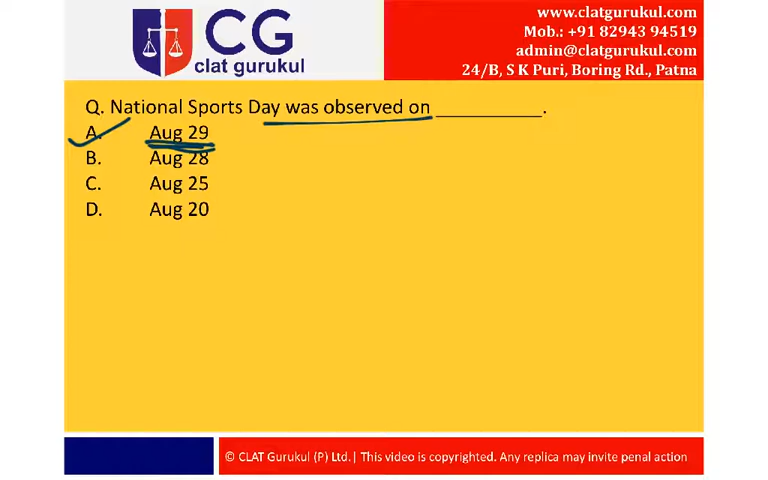 CG
clat gurukul
www.clatgurukul.com
Mob.: +91 82943 94519
admin@clatgurukul.com
24/B, S K Puri, Boring Rd., Patna
Q. National Sports Day was observed on __________.
A. Aug 29
B. Aug 28
C. Aug 25
D. Aug 20
© CLAT Gurukul (P) Ltd.| This video is copyrighted. Any replica may invite penal action